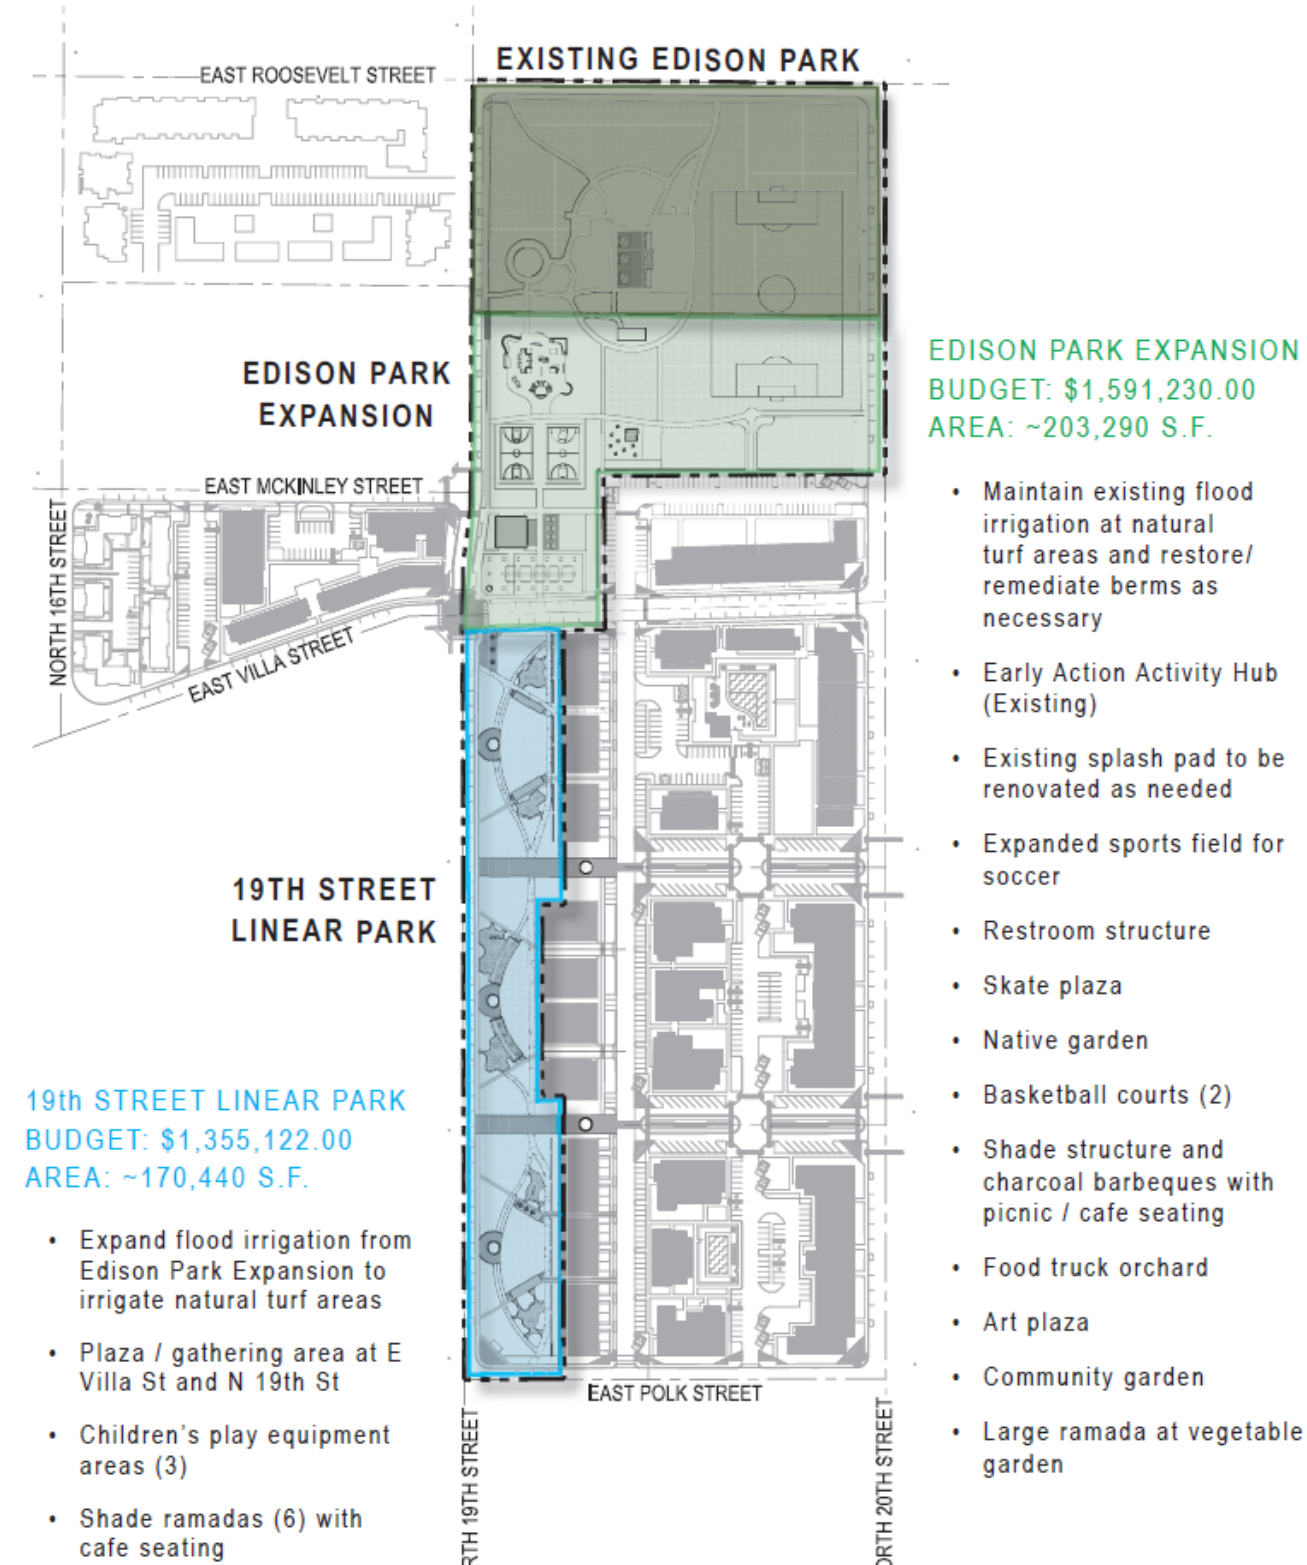 EXISTING EDISON PARK
EAST ROOSEVELT STREET
EDISON PARK
EXPANSION
EAST MCKINLEY STREET
NORTH 16TH STREET
EAST VILLA STREET
19TH STREET
LINEAR PARK
19th STREET LINEAR PARK
BUDGET: $1,355,122.00
AREA: ~170,440 S.F.
• Expand flood irrigation from
Edison Park Expansion to
irrigate natural turf areas
• Plaza / gathering area at E
Villa St and N 19th St
• Children's play equipment
areas (3)
• Shade ramadas (6) with
cafe seating
EAST POLK STREET
RTH 19TH STREET
ORTH 20TH STREET
EDISON PARK EXPANSION
BUDGET: $1,591,230.00
AREA: ~203,290 S.F.
• Maintain existing flood
irrigation at natural
turf areas and restore/
remediate berms as
necessary
• Early Action Activity Hub
(Existing)
• Existing splash pad to be
renovated as needed
• Expanded sports field for
soccer
• Restroom structure
• Skate plaza
• Native garden
• Basketball courts (2)
• Shade structure and
charcoal barbeques with
picnic / cafe seating
• Food truck orchard
• Art plaza
• Community garden
• Large ramada at vegetable
garden